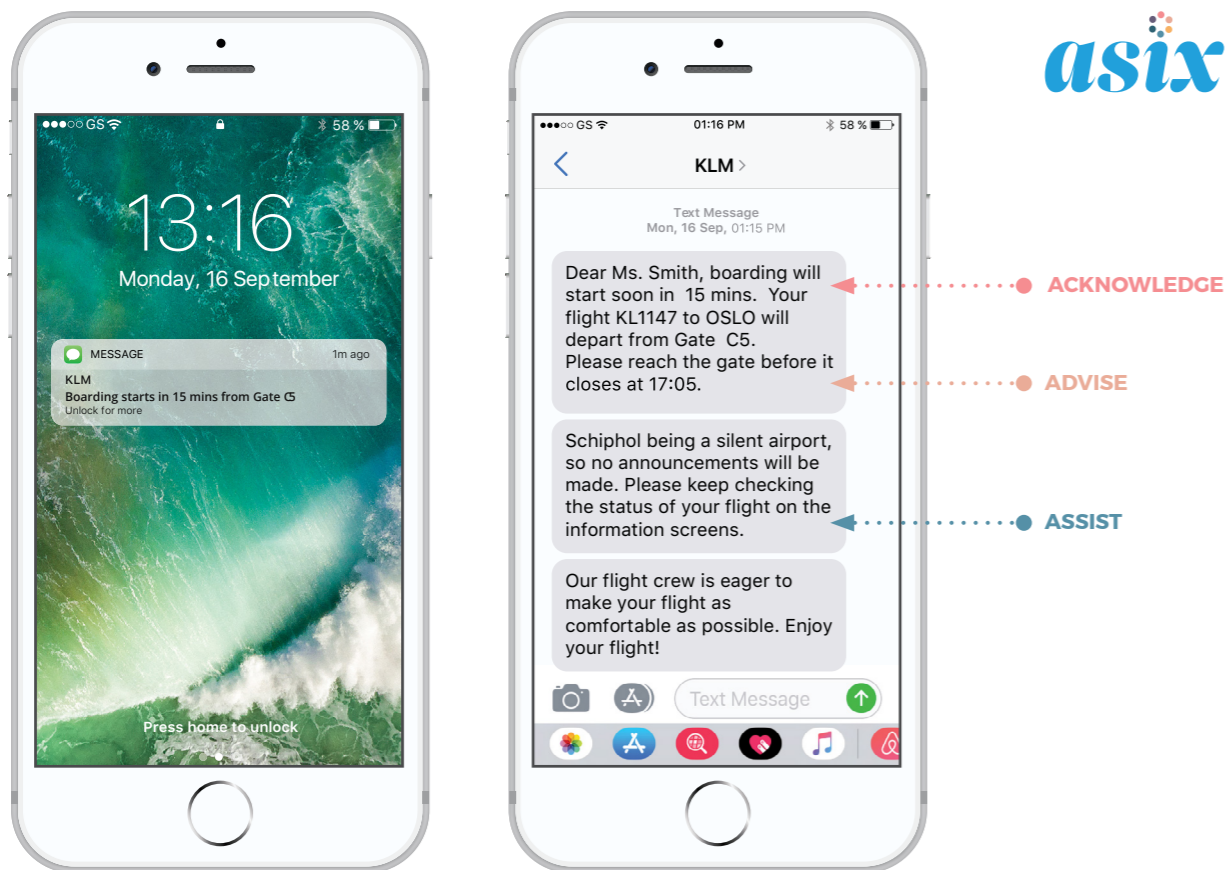 asix
GS
58 %
13:16
Monday, 16 September
MESSAGE
1m ago
KLM
Boarding starts in 15 mins from Gate C5
Unlock for more
Press home to unlock
GS
01:16 PM
58 %
KLM
Text Message
Mon, 16 Sep, 01:15 PM
Dear Ms. Smith, boarding will
start soon in 15 mins. Your
flight KL1147 to OSLO will
depart from Gate C5.
Please reach the gate before it
closes at 17:05.
Schiphol being a silent airport,
so no announcements will be
made. Please keep checking
the status of your flight on the
information screens.
Our flight crew is eager to
make your flight as
comfortable as possible. Enjoy
your flight!
Text Message
ACKNOWLEDGE
ADVISE
ASSIST